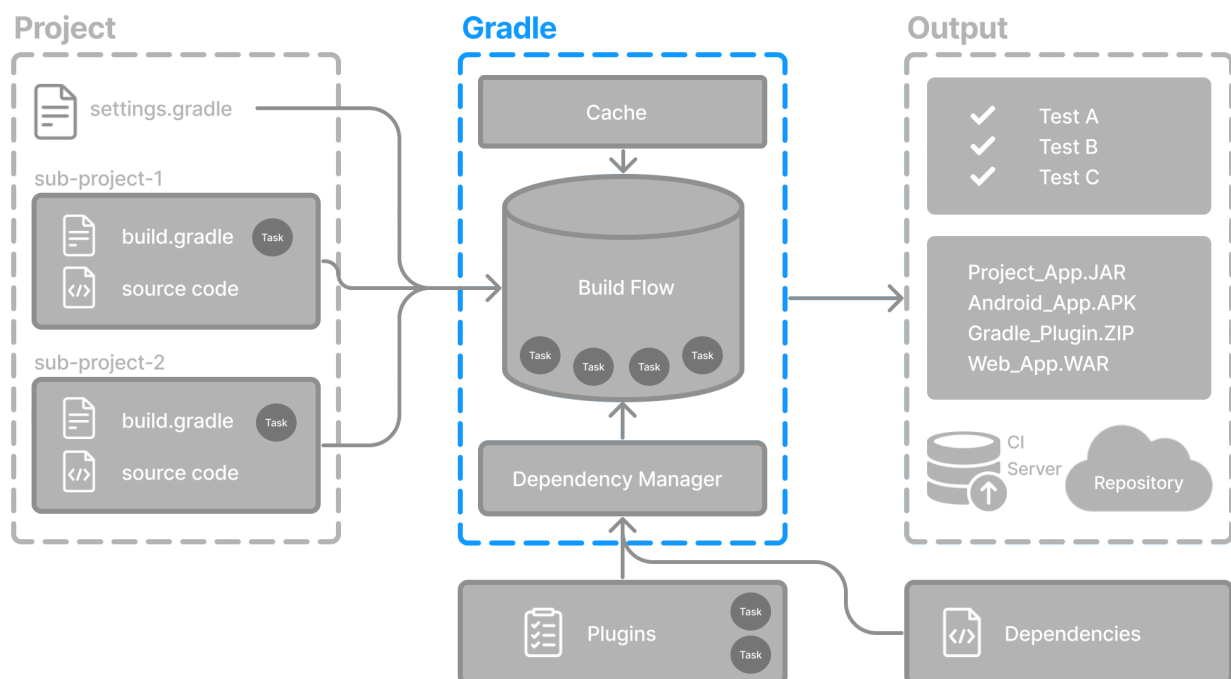 Project
settings.gradle
sub-project-1
build.gradle
Task
source code
sub-project-2
build.gradle
Task
source code
Gradle
Cache
Build Flow
Task
Task
Task
Task
Dependency Manager
Plugins
Task
Task
Output
Test A
Test B
Test C
Project_App.JAR
Android_App.APK
Gradle_Plugin.ZIP
Web_App.WAR
CI
Server
Repository
Dependencies